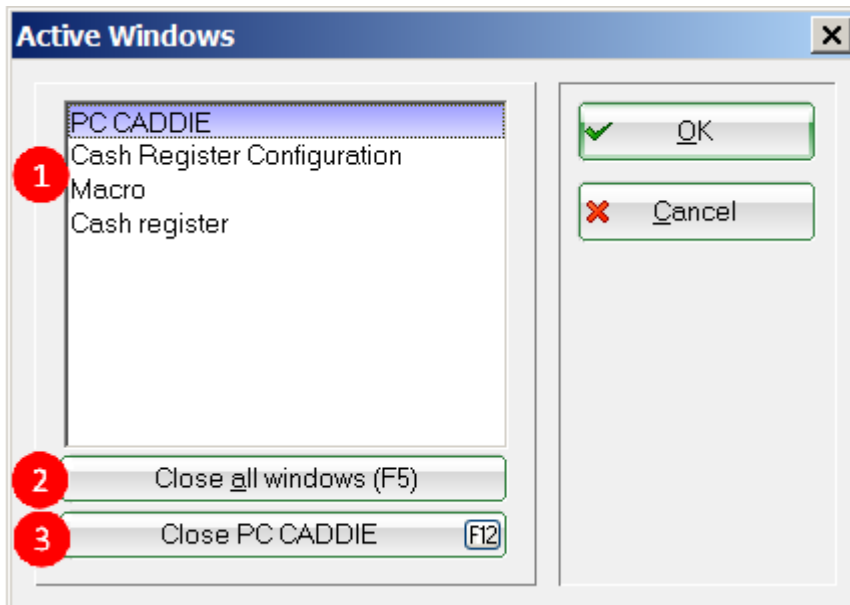 Active Windows
1
PC CADDIE
Cash Register Configuration
Macro
Cash register
2
Close all windows (F5)
3
Close PC CADDIE F12
OK
Cancel